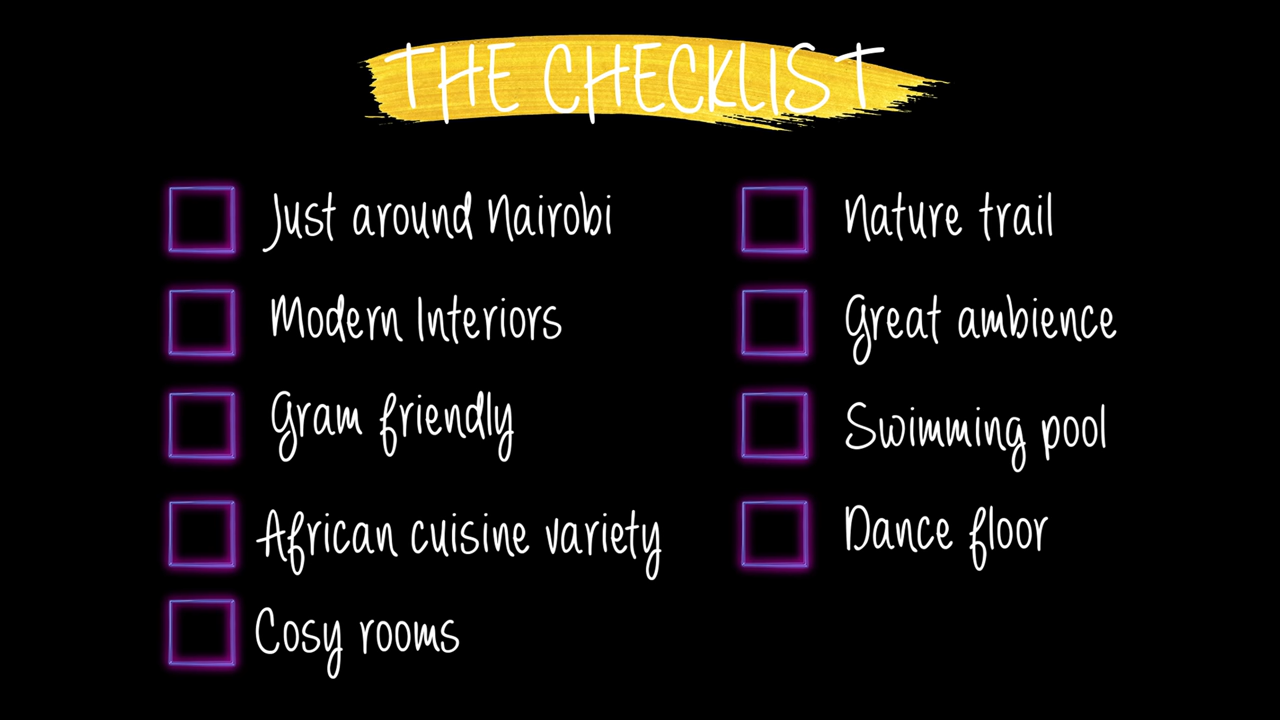 THE CHECKLIST
Just around Nairobi
Modern Interiors
Gram friendly
African cuisine variety
Cosy rooms
Nature trail
Great ambience
Swimming pool
Dance floor